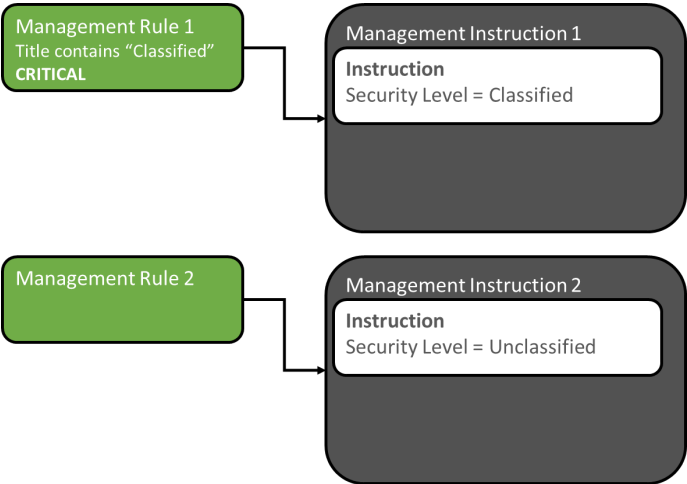 Management Rule 1
Title contains “Classified”
CRITICAL
Management Instruction 1
Instruction
Security Level = Classified
Management Rule 2
Management Instruction 2
Instruction
Security Level = Unclassified